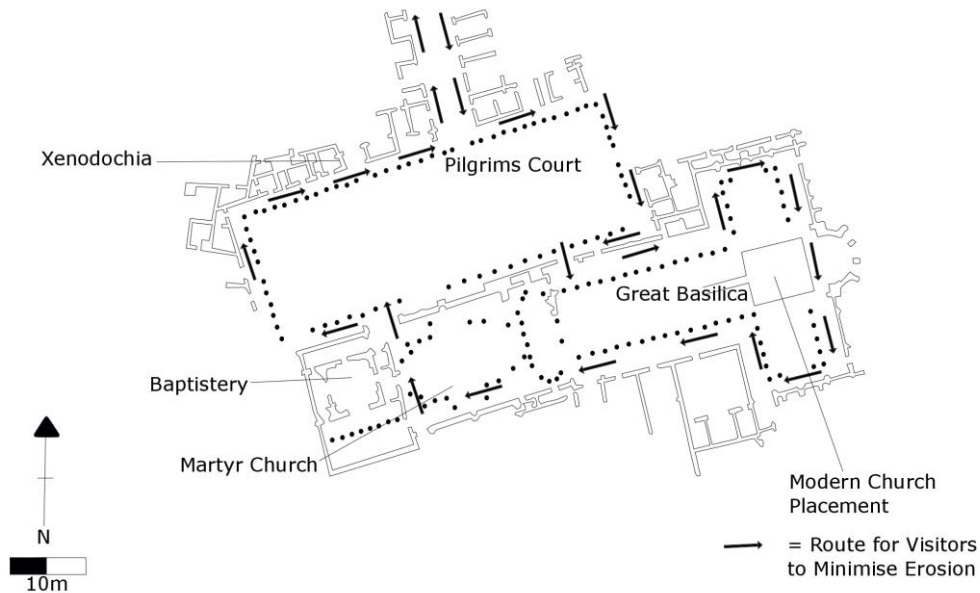 Xenodochia
Pilgrims Court
Great Basilica
Baptistery
Martyr Church
Modern Church
Placement
N
= Route for Visitors
to Minimise Erosion
10m